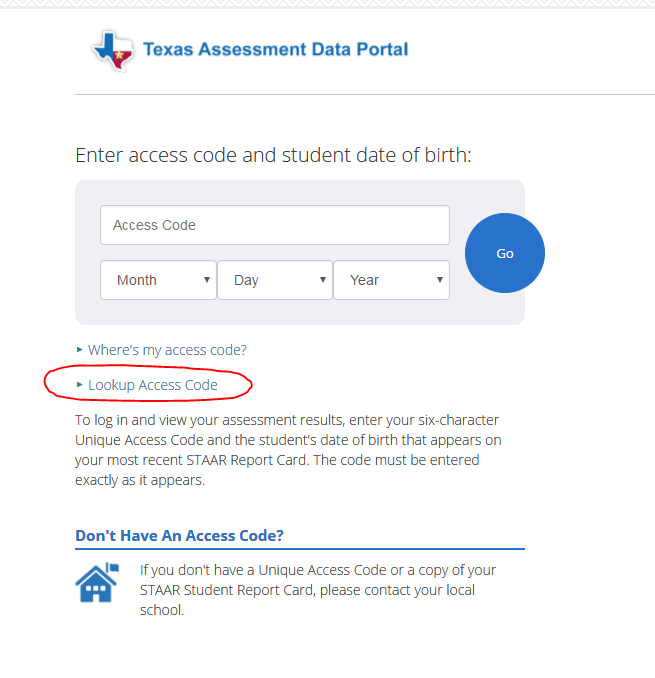 Texas Assessment Data Portal
Enter access code and student date of birth:
Access Code
Go
Month
Day
Year
Where's my access code?
Lookup Access Code
To log in and view your assessment results, enter your six-character
Unique Access Code and the student's date of birth that appears on
your most recent STAAR Report Card. The code must be entered
exactly as it appears.
Don't Have An Access Code?
If you don't have a Unique Access Code or a copy of your
STAAR Student Report Card, please contact your local
school.